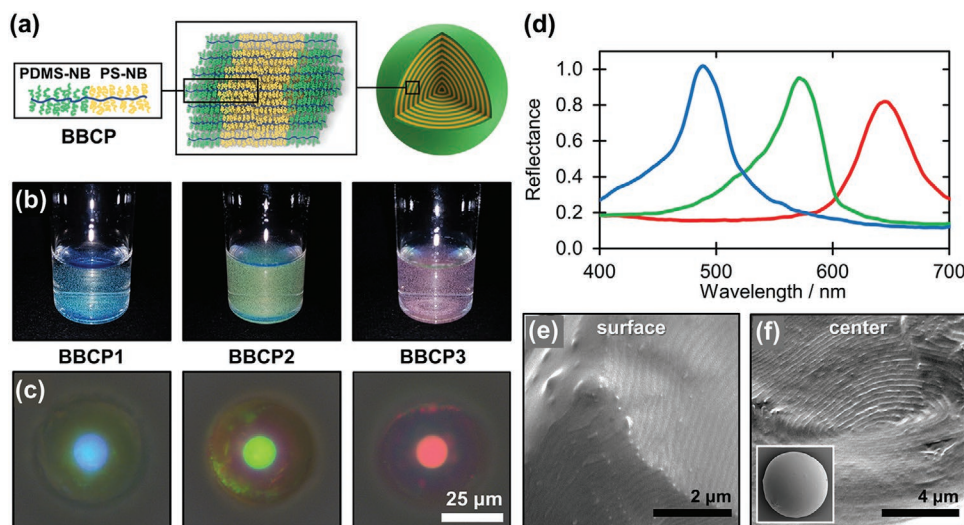 (a)
PDMS-NB PS-NB
BBCP
(b)
BBCP1 BBCP2 BBCP3
(c)
25 µm
(d)
Reflectance
1.0
0.8
0.6
0.4
0.2
0.0
400 500 600 700
Wavelength / nm
(e) surface
2 µm
(f) center
4 µm